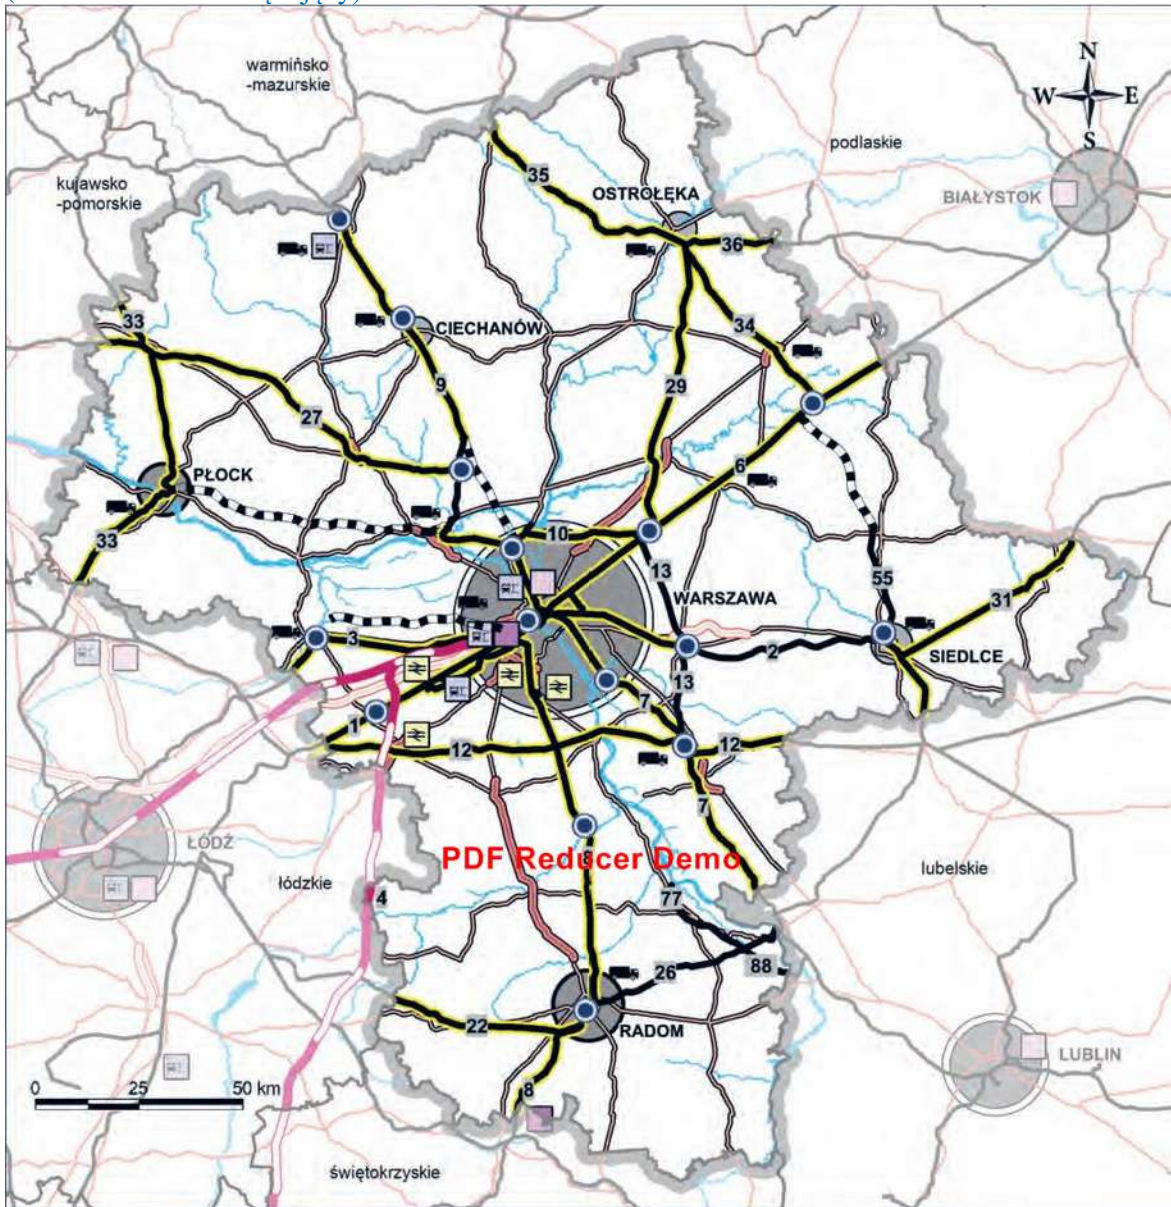 warmińsko
-mazurskie
N
W E
S
podlaskie
kujawsko
-pomorskie
35
OSTROŁĘKA
BIAŁYSTOK
36
33
CIECHANÓW
34
9
29
27
6
PŁOCK
33
10
13
55
WARSZAWA
31
3
2
SIEDLCE
13
7
1
12
12
7
ŁÓDŹ
8
PDF Reducer Demo
łódzkie
lubelskie
4
77
26
88
22
RADOM
LUBLIN
0 25 50 km
8
świętokrzyskie